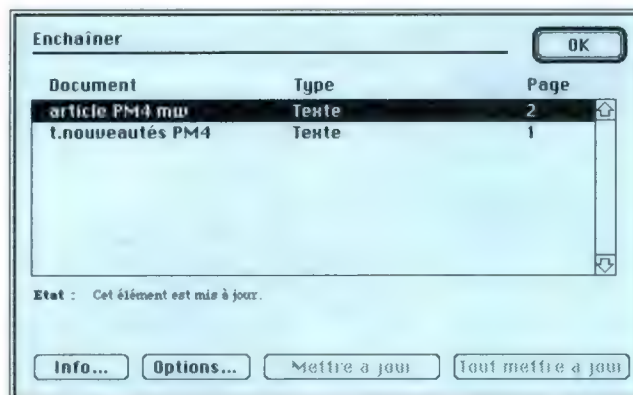 Enchaîner
OK
Document Type Page
article PM4 mw Texte 2
t.nouveautés PM4 Texte 1
Etat : Cet élément est mis à jour.
Info... Options... Mettre à jour Tout mettre à jour